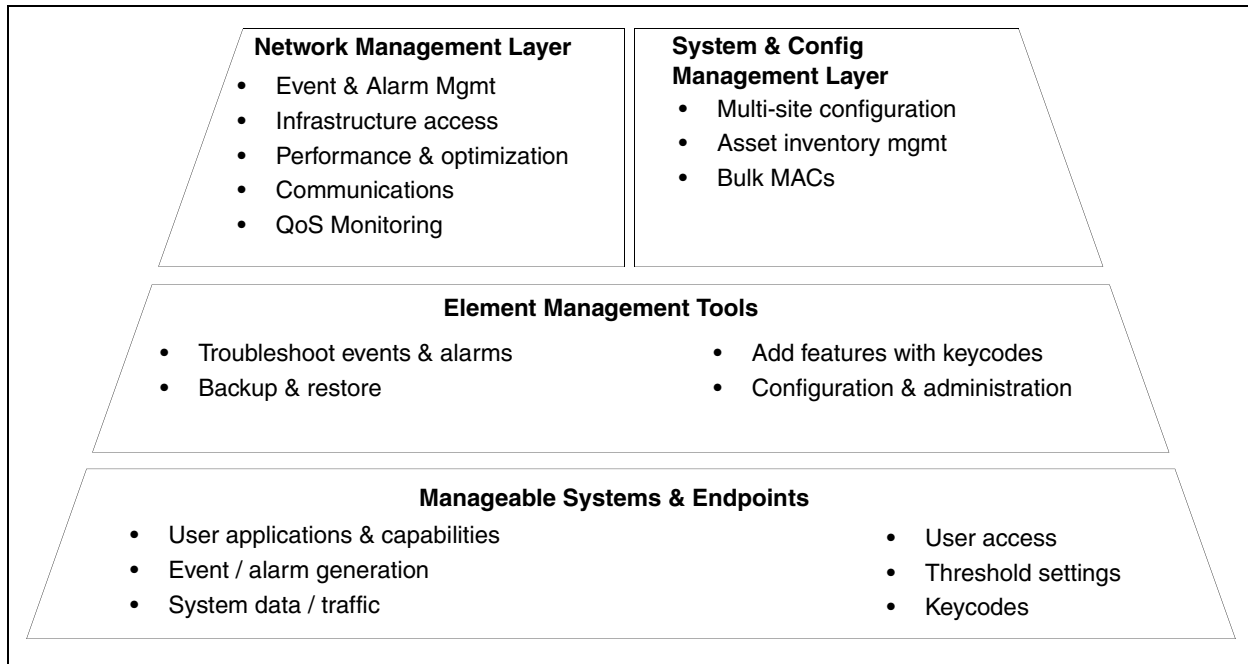 Network Management Layer
• Event & Alarm Mgmt
• Infrastructure access
• Performance & optimization
• Communications
• QoS Monitoring
System & Config
Management Layer
• Multi-site configuration
• Asset inventory mgmt
• Bulk MACs
Element Management Tools
• Troubleshoot events & alarms
• Backup & restore
• Add features with keycodes
• Configuration & administration
Manageable Systems & Endpoints
• User applications & capabilities
• Event / alarm generation
• System data / traffic
• User access
• Threshold settings
• Keycodes